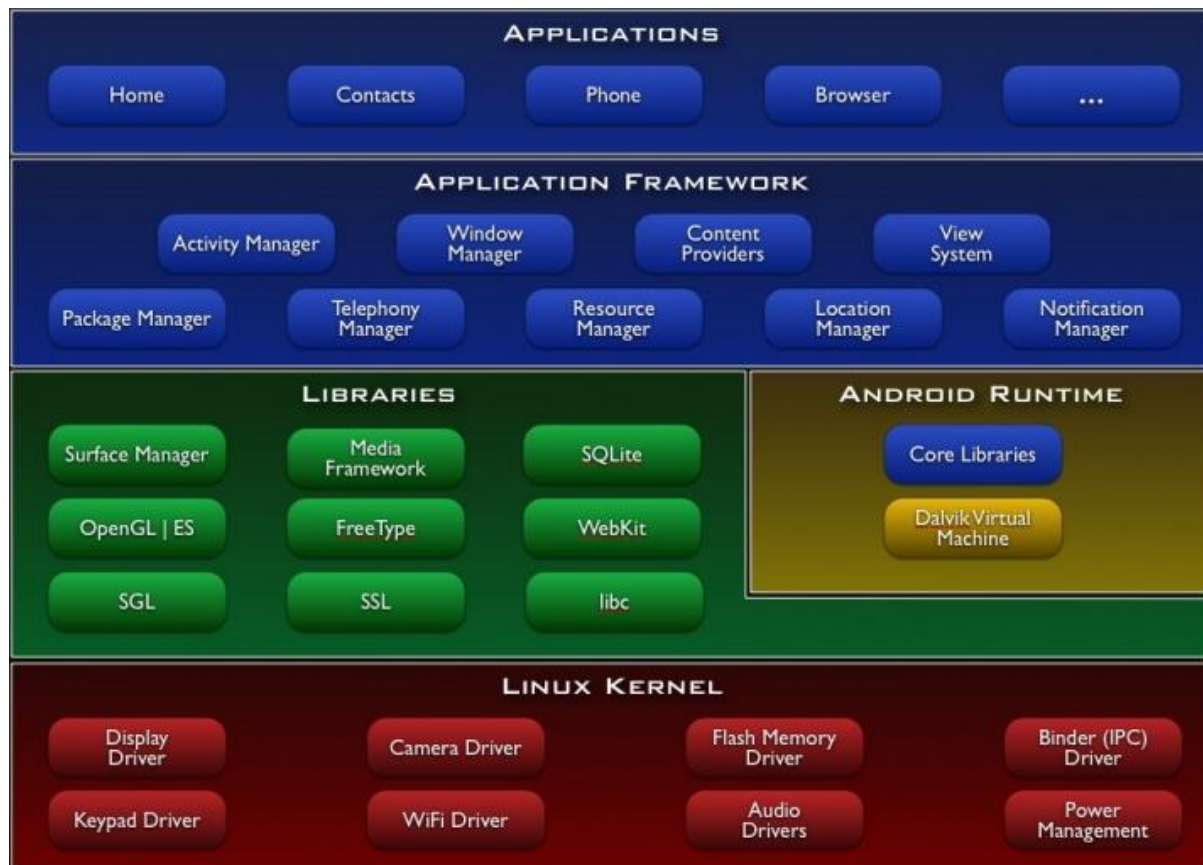 APPLICATIONS
Home
Contacts
Phone
Browser
...
APPLICATION FRAMEWORK
Activity Manager
Window
Manager
Content
Providers
View
System
Package Manager
Telephony
Manager
Resource
Manager
Location
Manager
Notification
Manager
LIBRARIES
Surface Manager
Media
Framework
SQLite
OpenGL | ES
FreeType
WebKit
SGL
SSL
libc
ANDROID RUNTIME
Core Libraries
Dalvik Virtual
Machine
LINUX KERNEL
Display
Driver
Camera Driver
Flash Memory
Driver
Binder (IPC)
Driver
Keypad Driver
WiFi Driver
Audio
Drivers
Power
Management